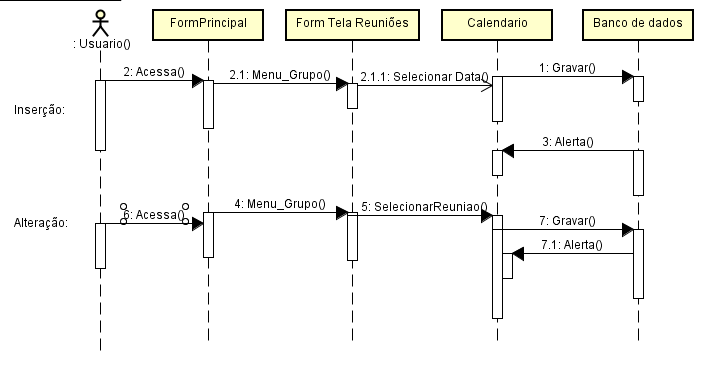 FormPrincipal
Form Tela Reuniões
Calendario
Banco de dados
: Usuario()
2: Acessa()
2.1: Menu_Grupo()
2.1.1: Selecionar Data()
1: Gravar()
Inserção:
3: Alerta()
6: Acessa()
4: Menu_Grupo()
5: SelecionarReuniao()
Alteração:
7: Gravar()
7.1: Alerta()